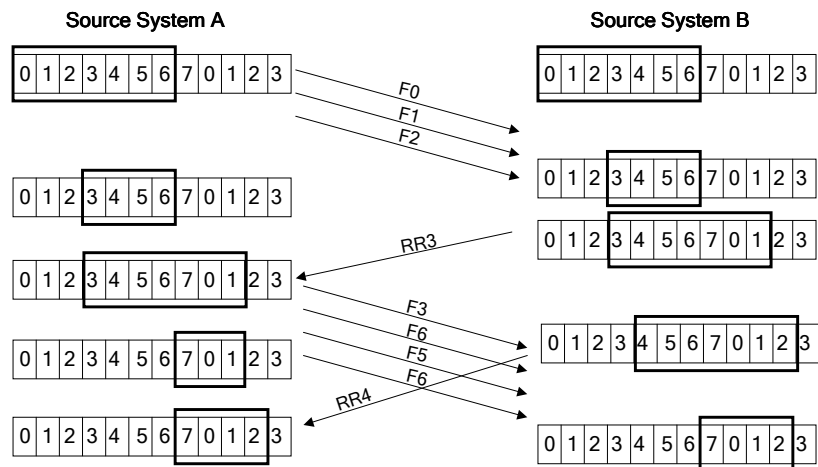 Source System A Source System B
0 1 2 3 4 5 6 7 0 1 2 3 0 1 2 3 4 5 6 7 0 1 2 3
F0
F1
F2
0 1 2 3 4 5 6 7 0 1 2 3 0 1 2 3 4 5 6 7 0 1 2 3
RR3 0 1 2 3 4 5 6 7 0 1 2 3
0 1 2 3 4 5 6 7 0 1 2 3
F3
F6
0 1 2 3 4 5 6 7 0 1 2 3 F5 0 1 2 3 4 5 6 7 0 1 2 3
F6
RR4
0 1 2 3 4 5 6 7 0 1 2 3 0 1 2 3 4 5 6 7 0 1 2 3